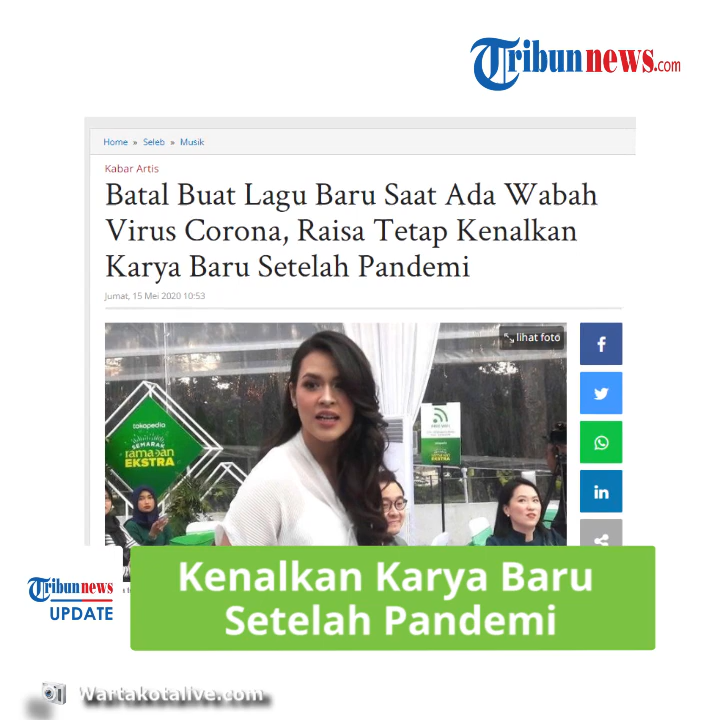 Tribunnews.com
Home » Seleb » Musik
Kabar Artis
Batal Buat Lagu Baru Saat Ada Wabah
Virus Corona, Raisa Tetap Kenalkan
Karya Baru Setelah Pandemi
Jumat, 15 Mei 2020 10:53
lihat foto
tokopedia
SEMARAK
ramadan
EKSTRA
Kenalkan Karya Baru
Setelah Pandemi
Tribunnews
UPDATE
Wartakotalive.com